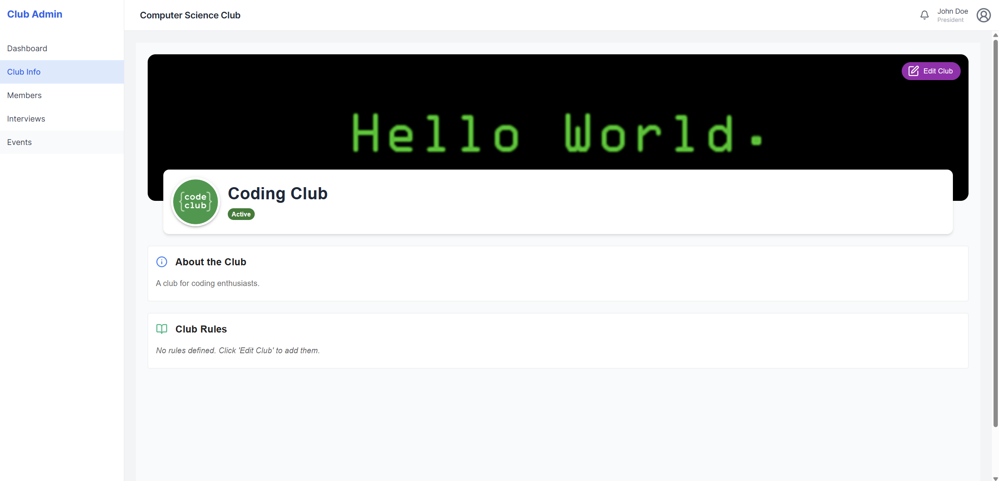 Club Admin
Computer Science Club
John Doe
President
Dashboard
Club Info
Members
Interviews
Events
Edit Club
Hello World.
{code club}
Coding Club
Active
About the Club
A club for coding enthusiasts.
Club Rules
No rules defined. Click 'Edit Club' to add them.